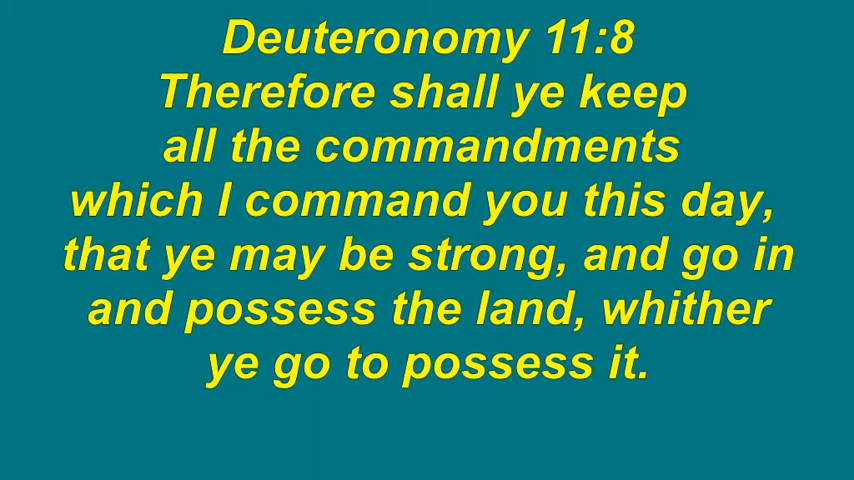 Deuteronomy 11:8
Therefore shall ye keep
all the commandments
which I command you this day,
that ye may be strong, and go in
and possess the land, whither
ye go to possess it.